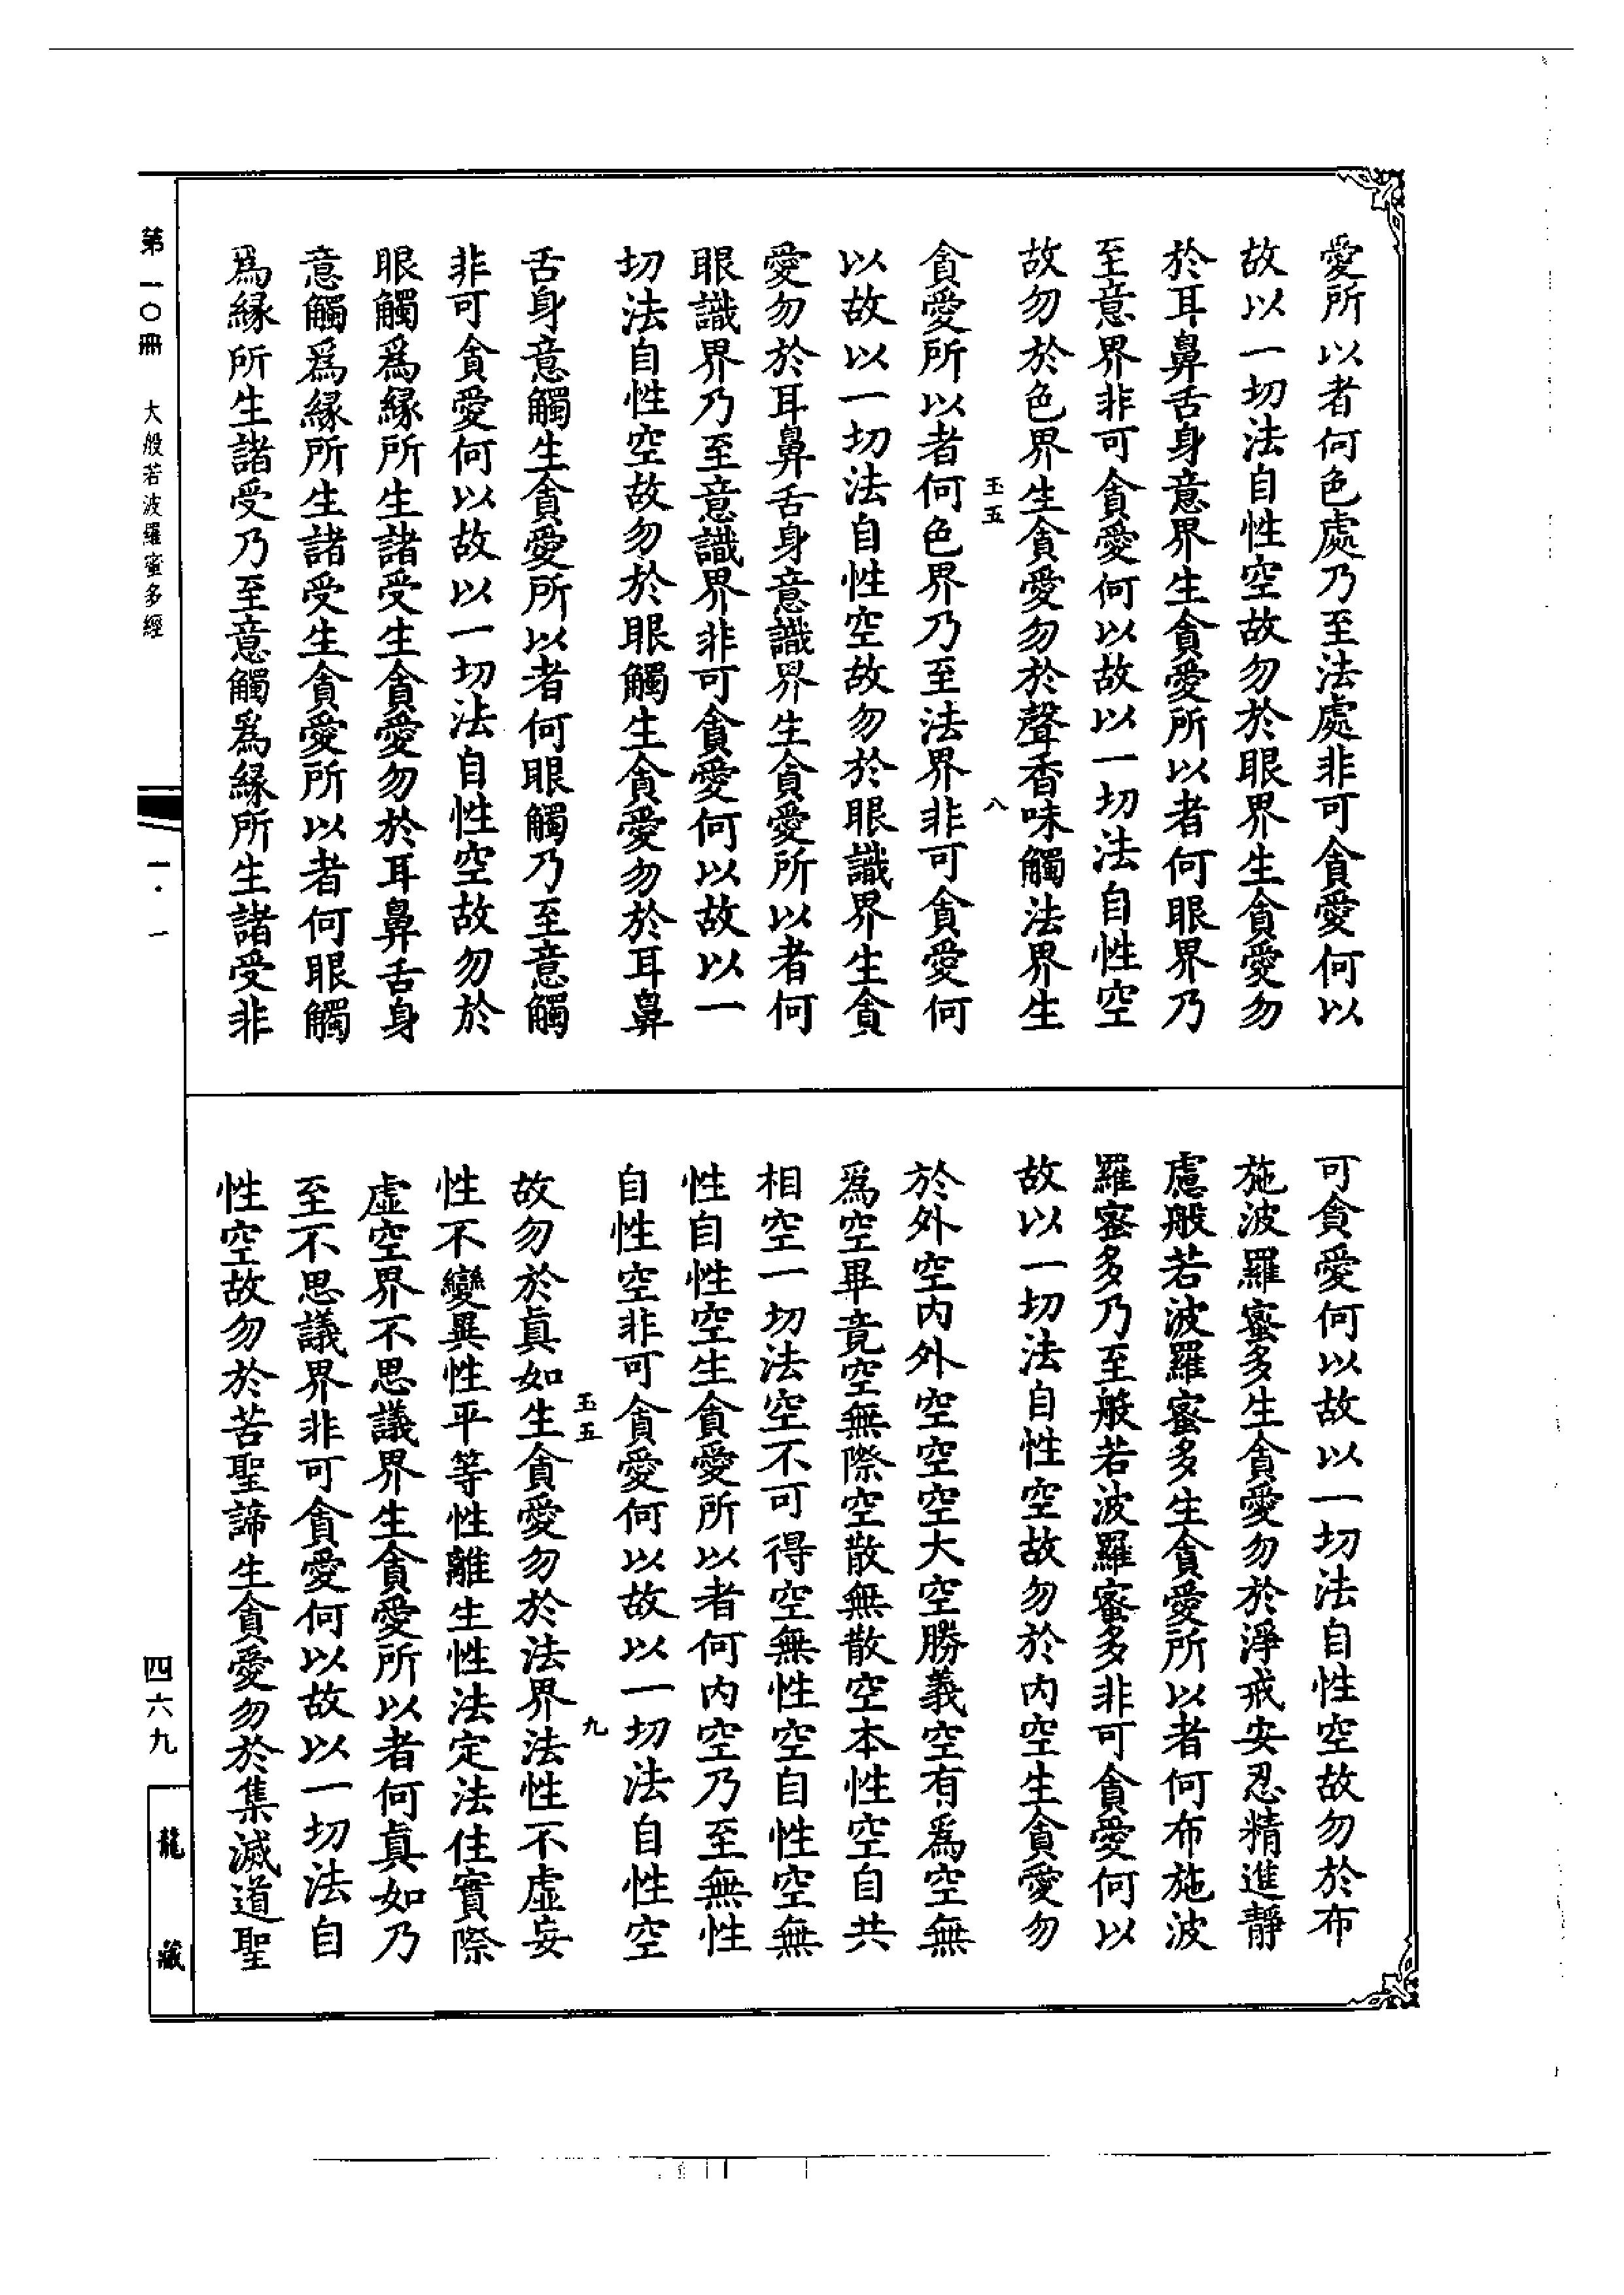 愛所以者何色處乃至法處非可貪愛何以
故以一切法自性空故勿於眼界生貪愛勿
於耳鼻舌身意界生貪愛所以者何眼界乃
至意界非可貪愛何以故以一切法自性空
故勿於色界生貪愛勿於聲香味觸法界生
玉五 八
貪愛所以者何色界乃至法界非可貪愛何
以故以一切法自性空故勿於眼識界生貪
愛勿於耳鼻舌身意識界生貪愛所以者何
眼識界乃至意識界非可貪愛何以故以一
切法自性空故勿於眼觸生貪愛勿於耳鼻
舌身意觸生貪愛所以者何眼觸乃至意觸
非可貪愛何以故以一切法自性空故勿於
眼觸爲緣所生諸受生貪愛勿於耳鼻舌身
意觸爲緣所生諸受生貪愛所以者何眼觸
爲緣所生諸受乃至意觸爲緣所生諸受非
可貪愛何以故以一切法自性空故勿於布
施波羅蜜多生貪愛勿於淨戒安忍精進靜
慮般若波羅蜜多生貪愛所以者何布施波
羅蜜多乃至般若波羅蜜多非可貪愛何以
故以一切法自性空故勿於內空生貪愛勿
於外空內外空空空大空勝義空有爲空無
爲空畢竟空無際空散無散空本性空自共
相空一切法空不可得空無性空自性空無
性自性空生貪愛所以者何內空乃至無性
自性空非可貪愛何以故以一切法自性空
玉五 九
故勿於真如生貪愛勿於法界法性不虛妄
性不變異性平等性離生性法定法住實際
虛空界不思議界生貪愛所以者何真如乃
至不思議界非可貪愛何以故以一切法自
性空故勿於苦聖諦生貪愛勿於集滅道聖
第一〇冊 大般若波羅蜜多經
一·一
四六九
龍藏